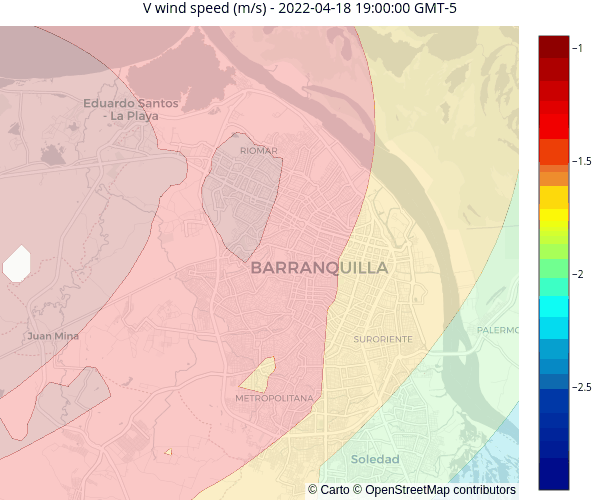 V wind speed (m/s) - 2022-04-18 19:00:00 GMT-5
Eduardo Santos
- La Playa
RIOMAR
BARRANQUILLA
Juan Mina
SURORIENTE
PALERMO
METROPOLITANA
Soledad
© Carto © OpenStreetMap contributors
−1
−1.5
−2
−2.5